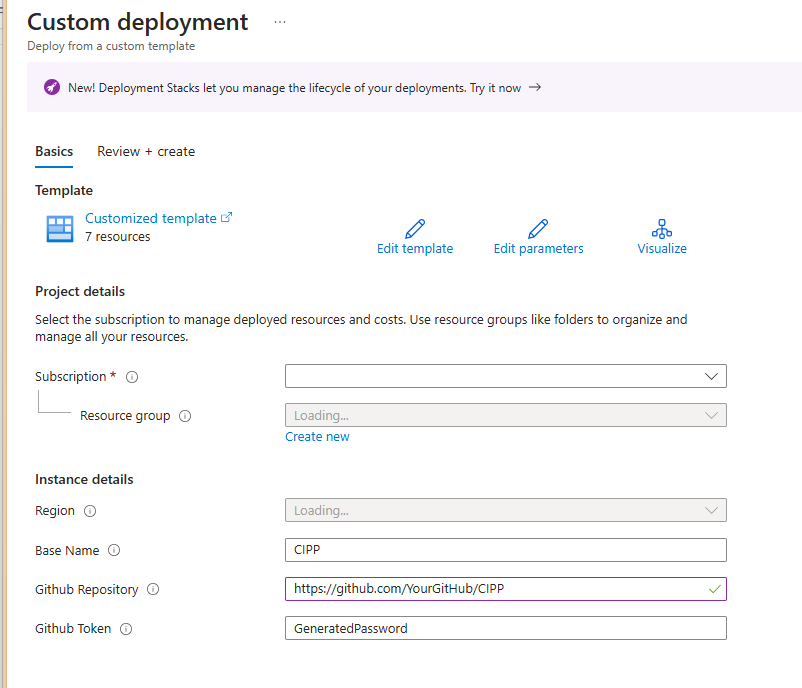 Custom deployment ...
Deploy from a custom template
New! Deployment Stacks let you manage the lifecycle of your deployments. Try it now →
Basics Review + create
Template
Customized template
7 resources
Edit template Edit parameters Visualize
Project details
Select the subscription to manage deployed resources and costs. Use resource groups like folders to organize and
manage all your resources.
Subscription *
Resource group Loading...
Create new
Instance details
Region Loading...
Base Name CIPP
Github Repository https://github.com/YourGitHub/CIPP
Github Token GeneratedPassword